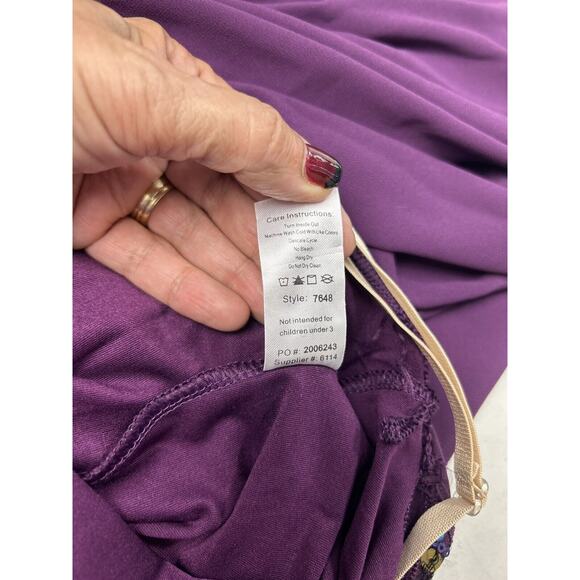 Care Instructions:
Turn Inside Out
Machine Wash Cold With Like Colors
Delicate Cycle
No Bleach
Hang Dry
Do Not Dry Clean
Style: 7648
Not intended for
children under 3
PO #: 2006243
Supplier #: 6114